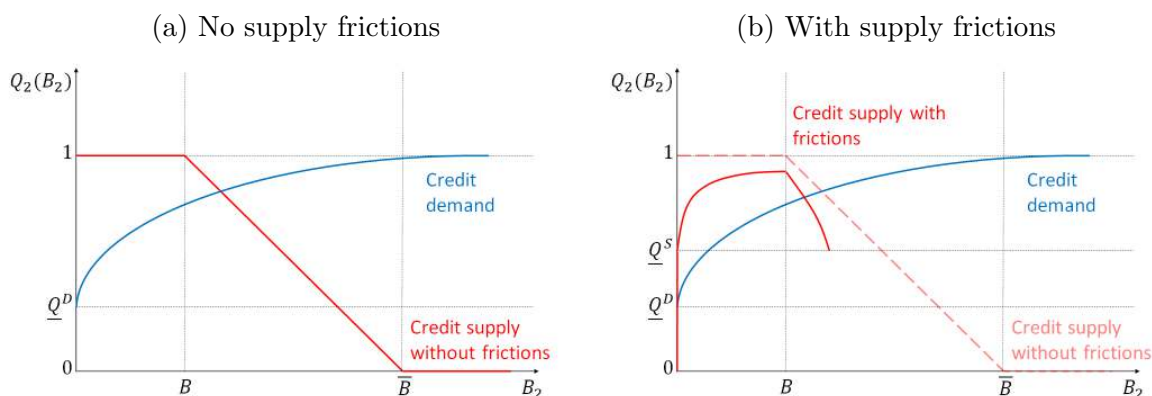 (a) No supply frictions
Q₂(B₂)
1
Credit
demand
Q̲ᴰ
Credit supply
without frictions
0
B
B̅
B₂
(b) With supply frictions
Q₂(B₂)
Credit supply with
frictions
1
Credit
demand
Q̲ˢ
Q̲ᴰ
Credit supply
without frictions
0
B
B̅
B₂